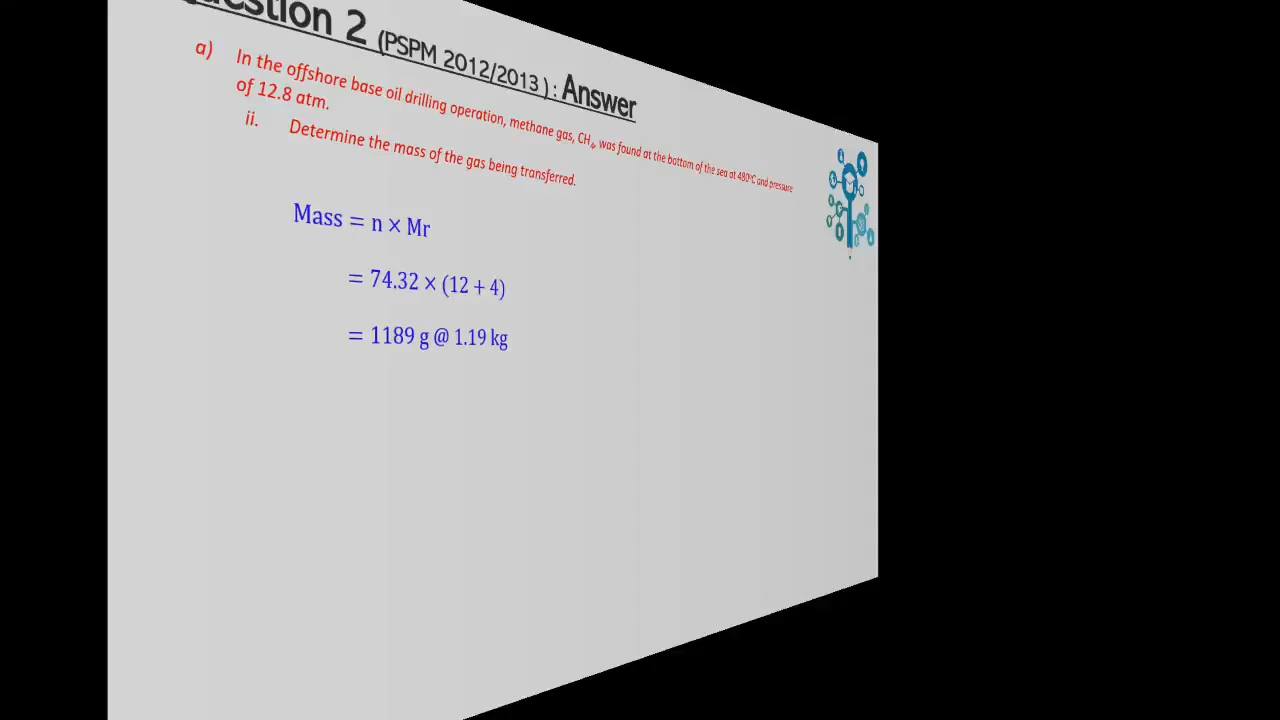 Question 2 (PSPM 2012/2013 ) : Answer
a) In the offshore base oil drilling operation, methane gas, CH₄, was found at the bottom of the sea at 480⁰C and pressure
of 12.8 atm.
ii. Determine the mass of the gas being transferred.
Mass = n × Mr
= 74.32 × (12 + 4)
= 1189 g @ 1.19 kg